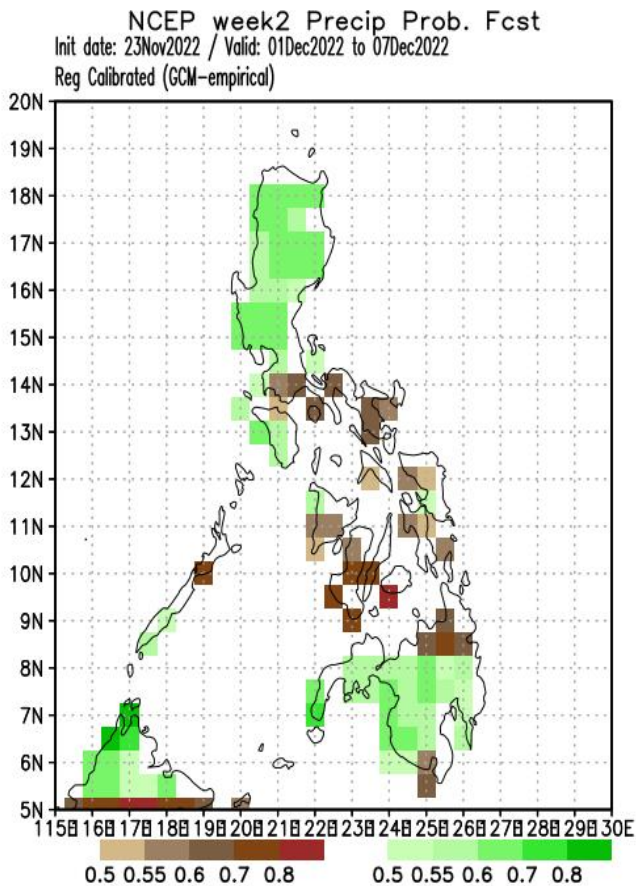 NCEP week2 Precip Prob. Fcst
Init date: 23Nov2022 / Valid: 01Dec2022 to 07Dec2022
Reg Calibrated (GCM-empirical)
20N
19N
18N
17N
16N
15N
14N
13N
12N
11N
10N
9N
8N
7N
6N
5N
115E 116E 117E 118E 119E 120E 121E 122E 123E 124E 125E 126E 127E 128E 129E 130E
0.5 0.55 0.6 0.7 0.8 0.5 0.55 0.6 0.7 0.8